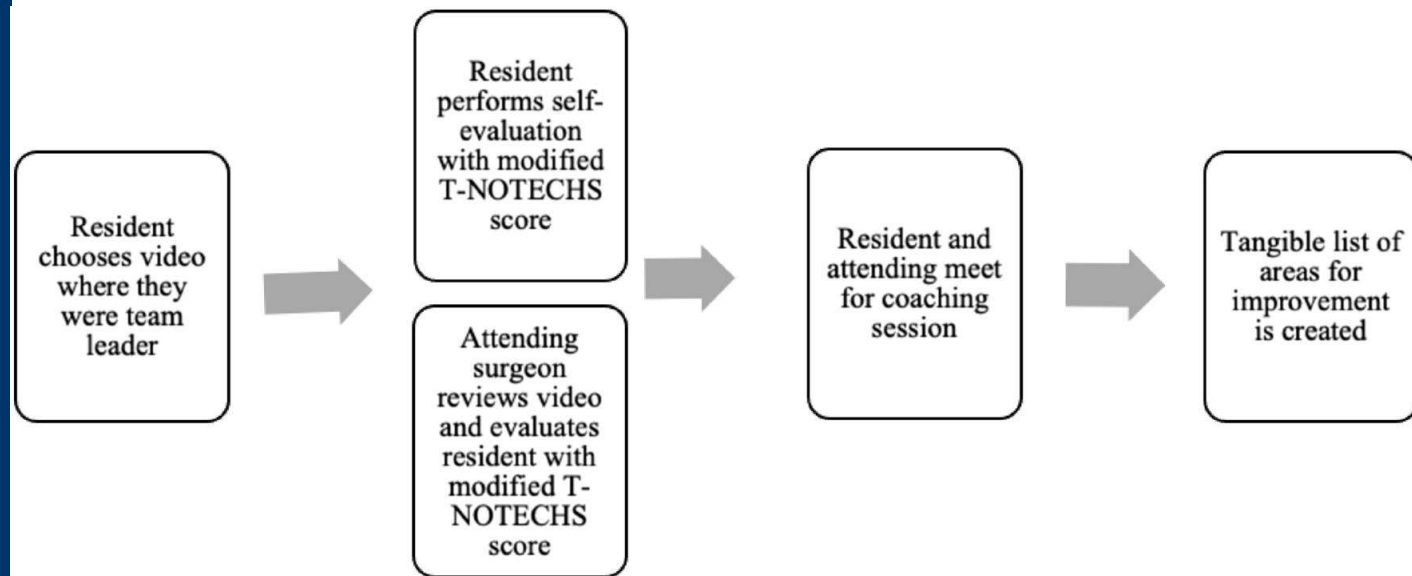 Resident
chooses video
where they
were team
leader
Resident
performs self-
evaluation
with modified
T-NOTECHS
score
Attending
surgeon
reviews video
and evaluates
resident with
modified T-
NOTECHS
score
Resident and
attending meet
for coaching
session
Tangible list of
areas for
improvement
is created